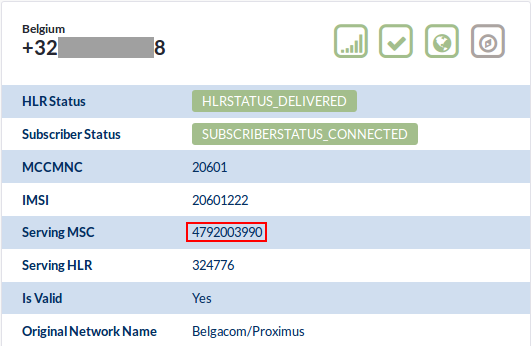 Belgium
+32 8
HLR Status HLRSTATUS_DELIVERED
Subscriber Status SUBSCRIBERSTATUS_CONNECTED
MCCMNC 20601
IMSI 20601222
Serving MSC 4792003990
Serving HLR 324776
Is Valid Yes
Original Network Name Belgacom/Proximus